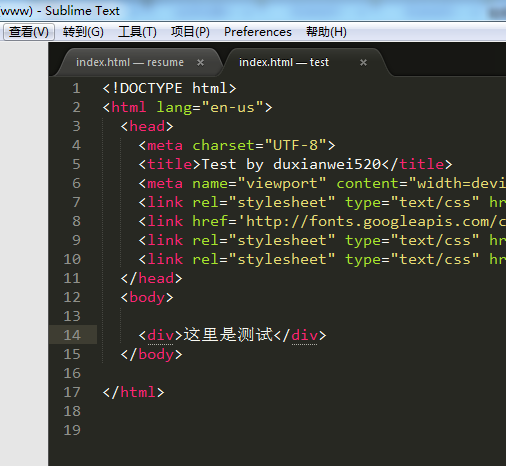 www) - Sublime Text
查看(V) 转到(G) 工具(T) 项目(P) Preferences 帮助(H)
index.html — resume × index.html — test ×
1 <!DOCTYPE html>
2 <html lang="en-us">
3 <head>
4 <meta charset="UTF-8">
5 <title>Test by duxianwei520</title>
6 <meta name="viewport" content="width=devi
7 <link rel="stylesheet" type="text/css" hr
8 <link href='http://fonts.googleapis.com/c
9 <link rel="stylesheet" type="text/css" hr
10 <link rel="stylesheet" type="text/css" hr
11 </head>
12 <body>
13
14 <div>这里是测试</div>
15 </body>
16
17 </html>
18
19